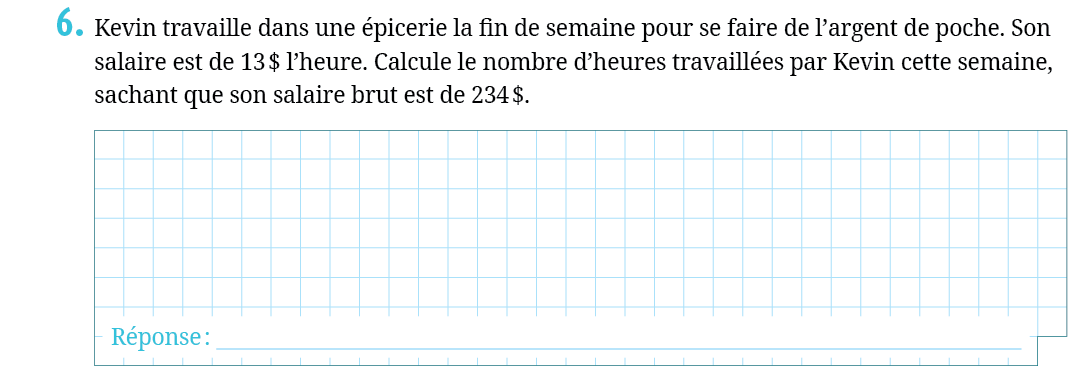 6. Kevin travaille dans une épicerie la fin de semaine pour se faire de l’argent de poche. Son
salaire est de 13 $ l’heure. Calcule le nombre d’heures travaillées par Kevin cette semaine,
sachant que son salaire brut est de 234 $.
Réponse :